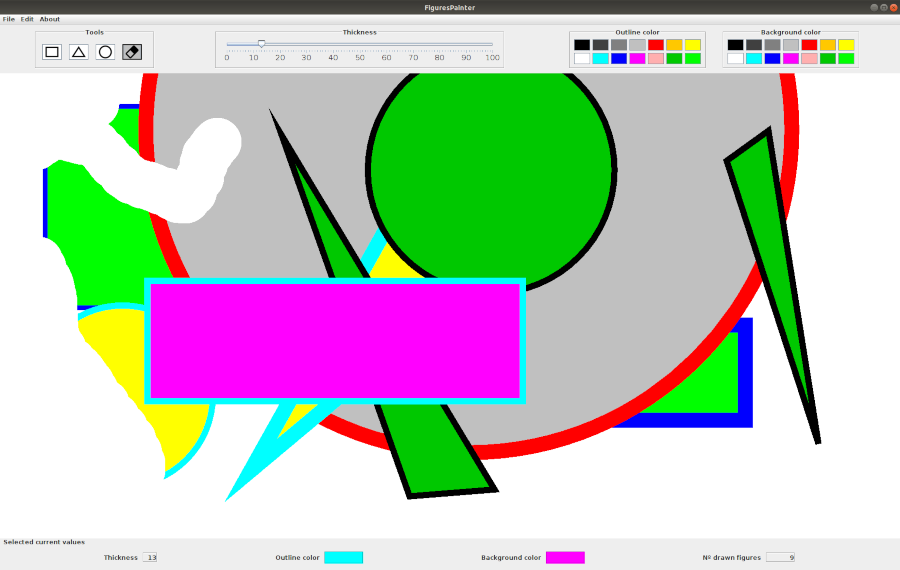 FiguresPainter
File Edit About
Tools
Thickness
Outline color
Background color
0 10 20 30 40 50 60 70 80 90 100
Selected current values
Thickness 13
Outline color
Background color
Nº drawn figures 9